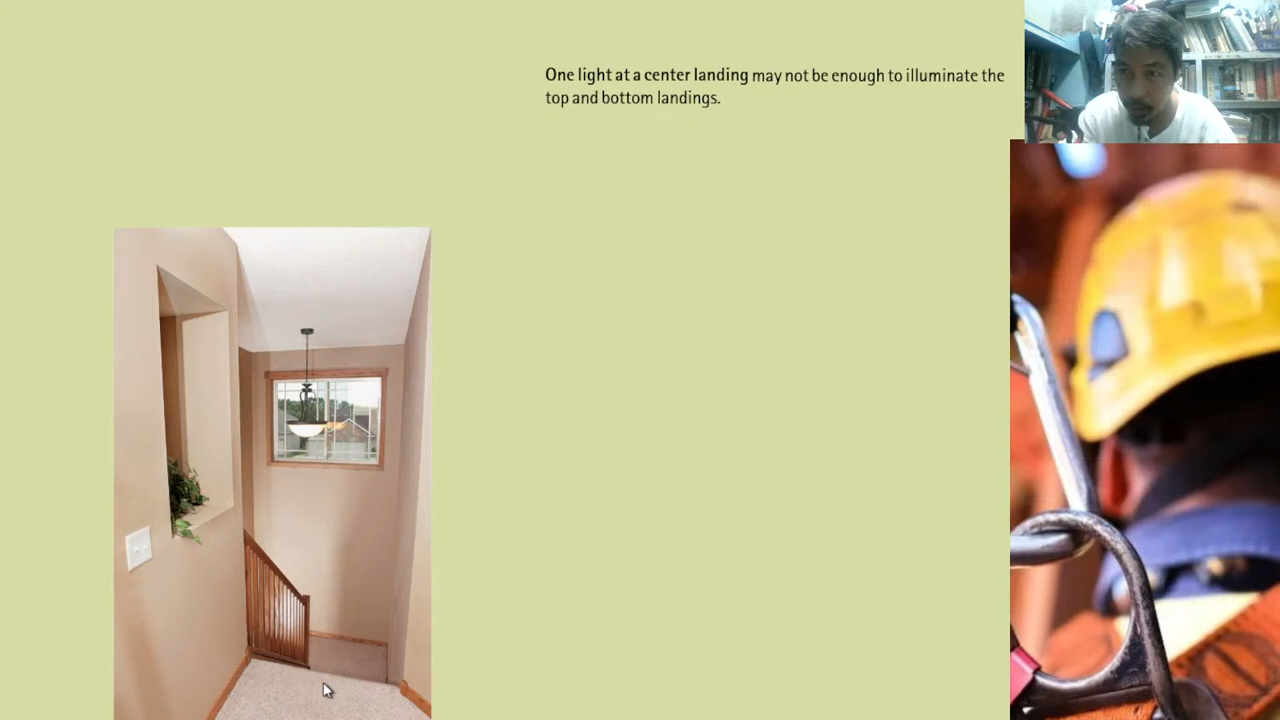 One light at a center landing may not be enough to illuminate the
top and bottom landings.